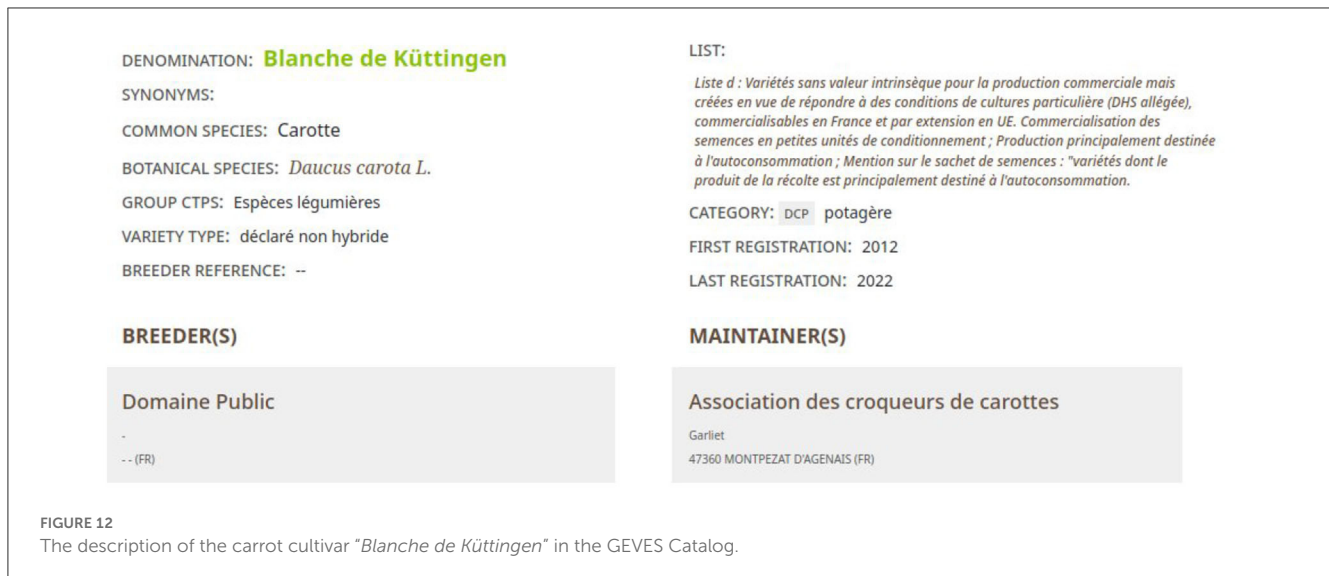 DENOMINATION: Blanche de Küttingen
SYNONYMS:
COMMON SPECIES: Carotte
BOTANICAL SPECIES: Daucus carota L.
GROUP CTPS: Espèces légumières
VARIETY TYPE: déclaré non hybride
BREEDER REFERENCE: --
LIST:
Liste d : Variétés sans valeur intrinsèque pour la production commerciale mais
créées en vue de répondre à des conditions de cultures particulière (DHS allégée),
commercialisables en France et par extension en UE. Commercialisation des
semences en petites unités de conditionnement ; Production principalement destinée
à l'autoconsommation ; Mention sur le sachet de semences : "variétés dont le
produit de la récolte est principalement destiné à l'autoconsommation.
CATEGORY: DCP potagère
FIRST REGISTRATION: 2012
LAST REGISTRATION: 2022
BREEDER(S)
Domaine Public
-
- - (FR)
MAINTAINER(S)
Association des croqueurs de carottes
Garliet
47360 MONTPEZAT D'AGENAIS (FR)
FIGURE 12
The description of the carrot cultivar "Blanche de Küttingen" in the GEVES Catalog.